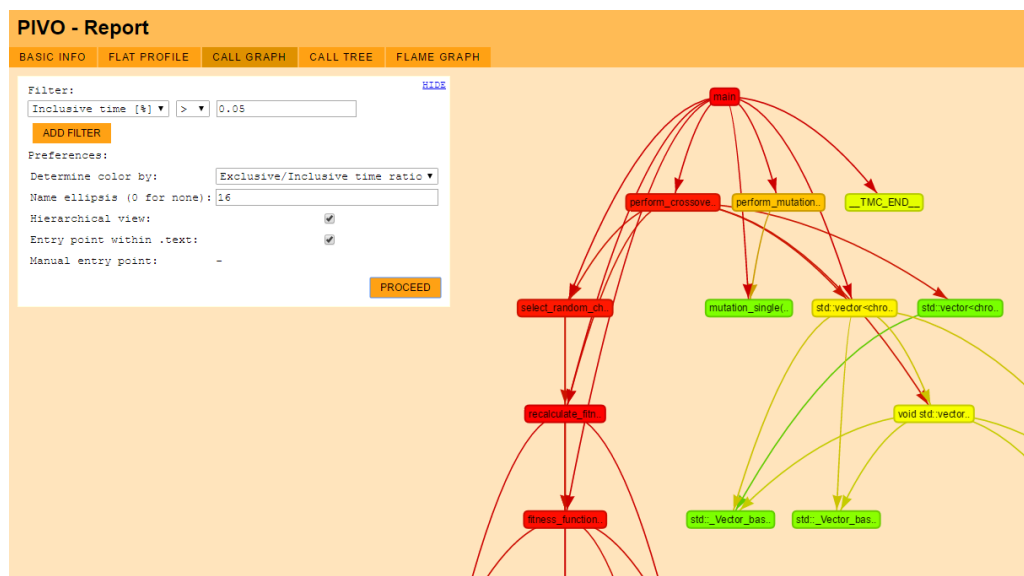 PIVO - Report
BASIC INFO FLAT PROFILE CALL GRAPH CALL TREE FLAME GRAPH
HIDE
Filter:
Inclusive time [%] > 0.05
ADD FILTER
Preferences:
Determine color by: Exclusive/Inclusive time ratio
Name ellipsis (0 for none): 16
Hierarchical view:
Entry point within .text:
Manual entry point: -
PROCEED
main
perform_crossove.. perform_mutation.. __TMC_END__
select_random_ch.. mutation_single(.. std::vector<chro.. std::vector<chro..
recalculate_fitn.. void std::vector..
fitness_function.. std::_Vector_bas.. std::_Vector_bas..